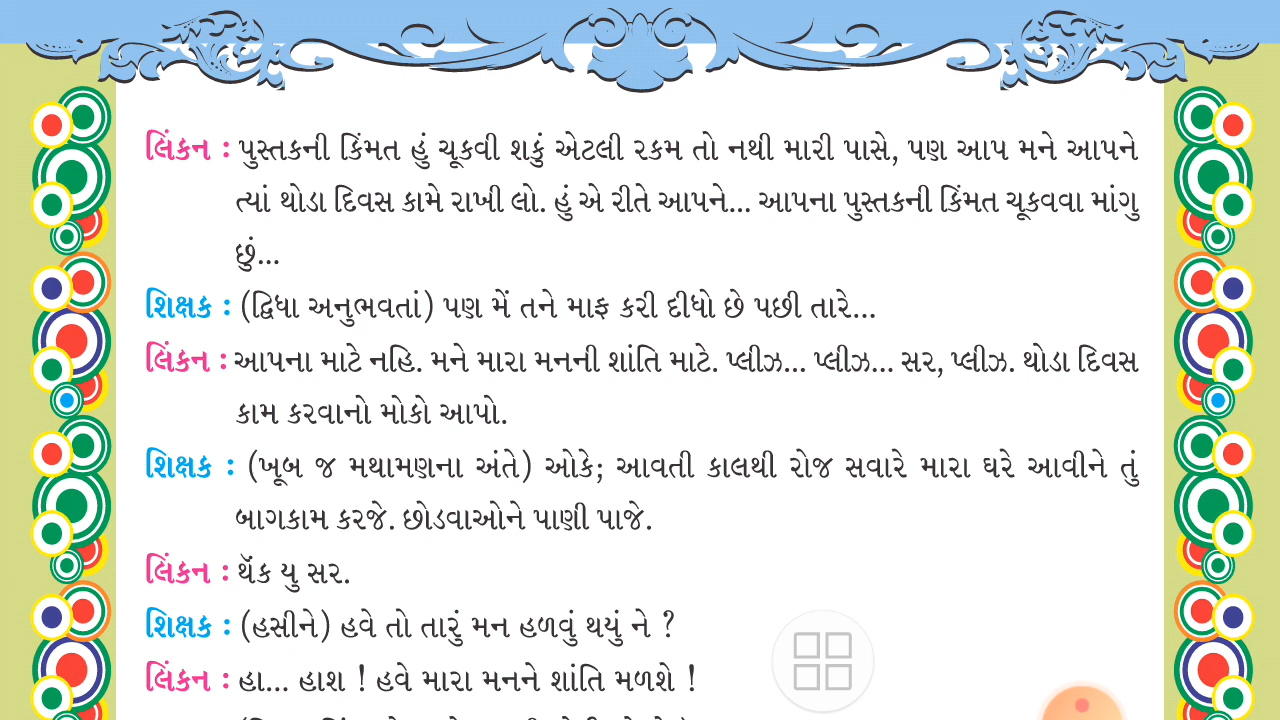 લિંકન : પુસ્તકની કિંમત હું ચૂકવી શકું એટલી રકમ તો નથી મારી પાસે, પણ આપ મને આપને
ત્યાં થોડા દિવસ કામે રાખી લો. હું એ રીતે આપને... આપના પુસ્તકની કિંમત ચૂકવવા માંગુ
છું...
શિક્ષક : (દ્વિધા અનુભવતાં) પણ મેં તને માફ કરી દીધો છે પછી તારે...
લિંકન : આપના માટે નહિ. મને મારા મનની શાંતિ માટે. પ્લીઝ... પ્લીઝ... સર, પ્લીઝ. થોડા દિવસ
કામ કરવાનો મોકો આપો.
શિક્ષક : (ખૂબ જ મથામણના અંતે) ઓકે; આવતી કાલથી રોજ સવારે મારા ઘરે આવીને તું
બાગકામ કરજે. છોડવાઓને પાણી પાજે.
લિંકન : થૅંક યુ સર.
શિક્ષક : (હસીને) હવે તો તારું મન હળવું થયું ને ?
લિંકન : હા... હાશ ! હવે મારા મનને શાંતિ મળશે !